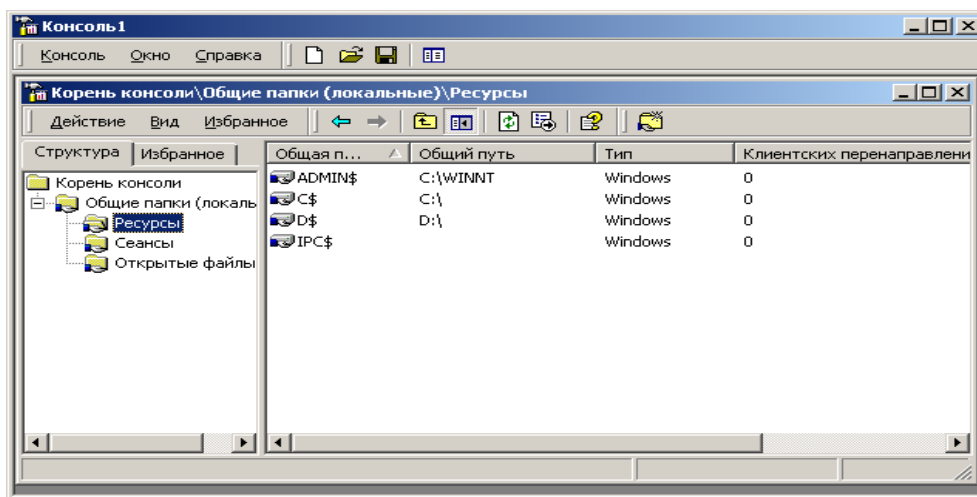 Консоль1
Консоль Окно Справка
Корень консоли\Общие папки (локальные)\Ресурсы
Действие Вид Избранное
Структура Избранное
Общая п... Общий путь Тип Клиентских перенаправлени
Корень консоли
Общие папки (локаль
Ресурсы
Сеансы
Открытые файлы
ADMIN$ C:\WINNT Windows 0
C$ C:\ Windows 0
D$ D:\ Windows 0
IPC$ Windows 0